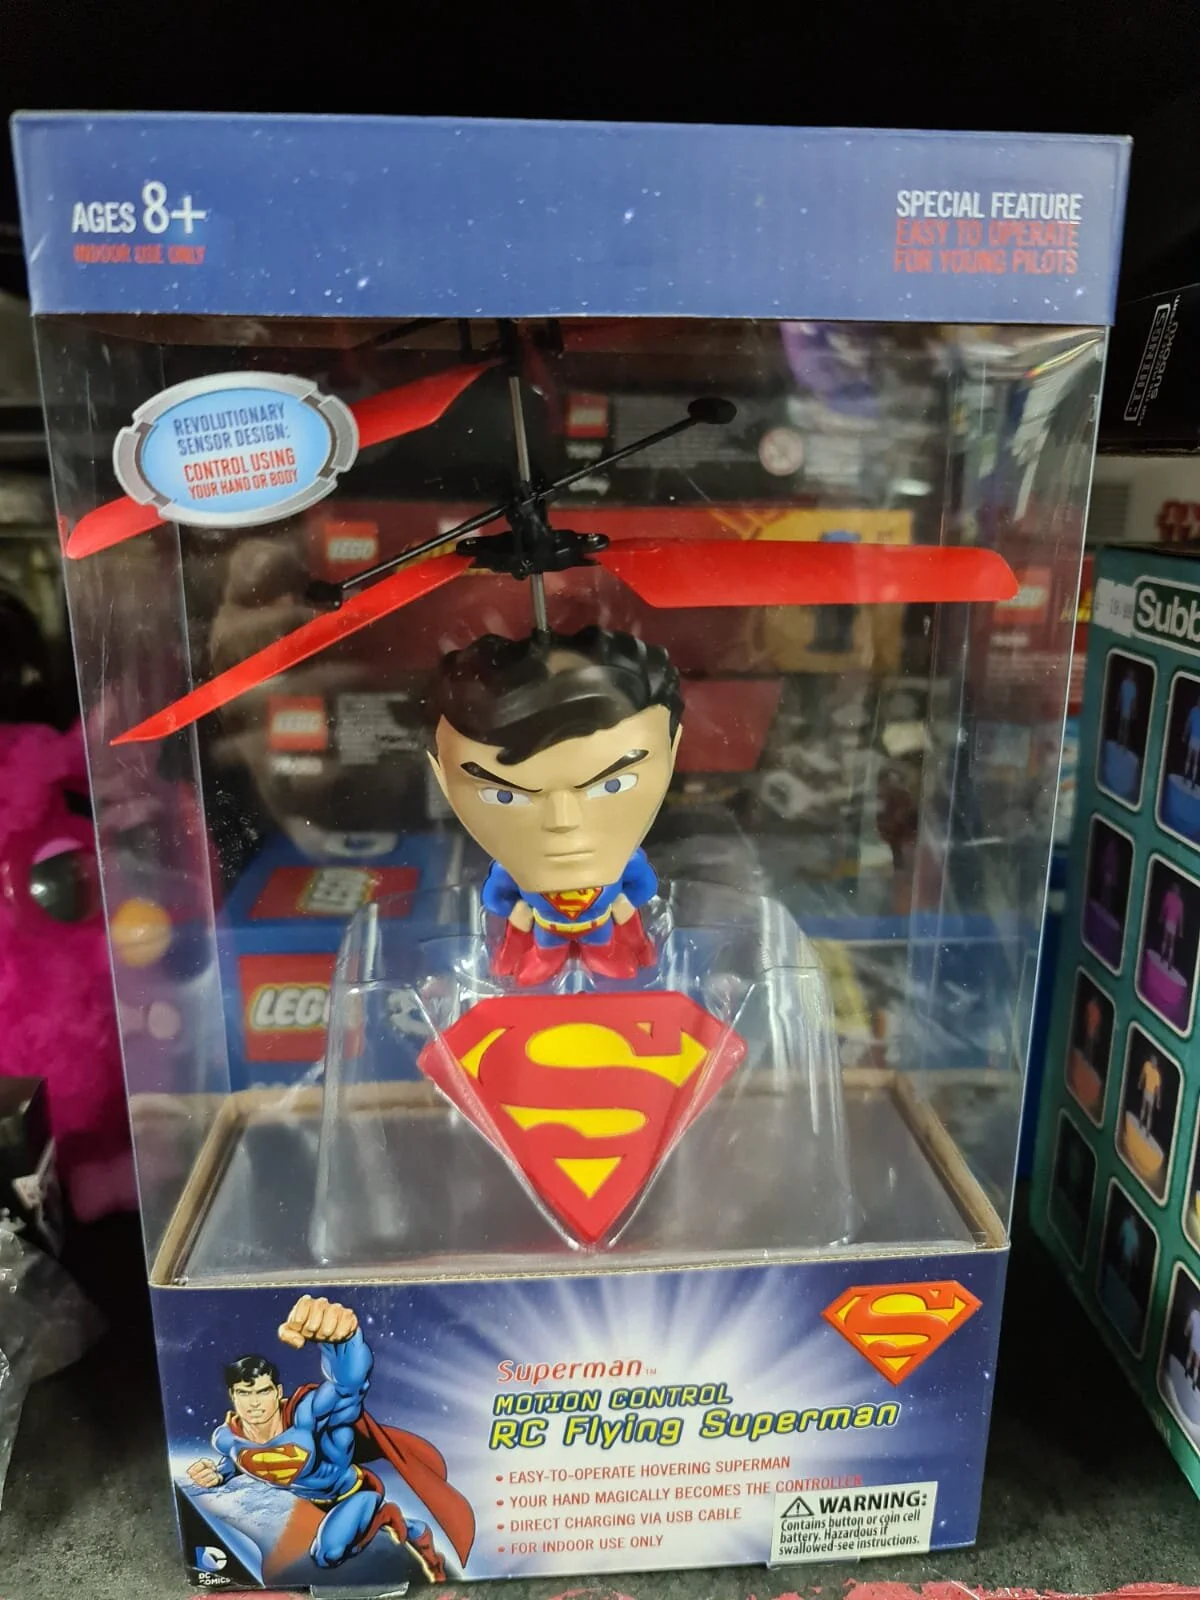 AGES 8+
INDOOR USE ONLY
SPECIAL FEATURE
EASY TO OPERATE
FOR YOUNG PILOTS
REVOLUTIONARY
SENSOR DESIGN:
CONTROL USING
YOUR HAND OR BODY
LEGO
LEGO
LEGO
LEGO
SUDOKU
Subb
Superman™
MOTION CONTROL
RC Flying Superman
• EASY-TO-OPERATE HOVERING SUPERMAN
• YOUR HAND MAGICALLY BECOMES THE CONTROLLER
• DIRECT CHARGING VIA USB CABLE
• FOR INDOOR USE ONLY
WARNING:
Contains button or coin cell
battery. Hazardous if
swallowed-see instructions.
DC
COMICS